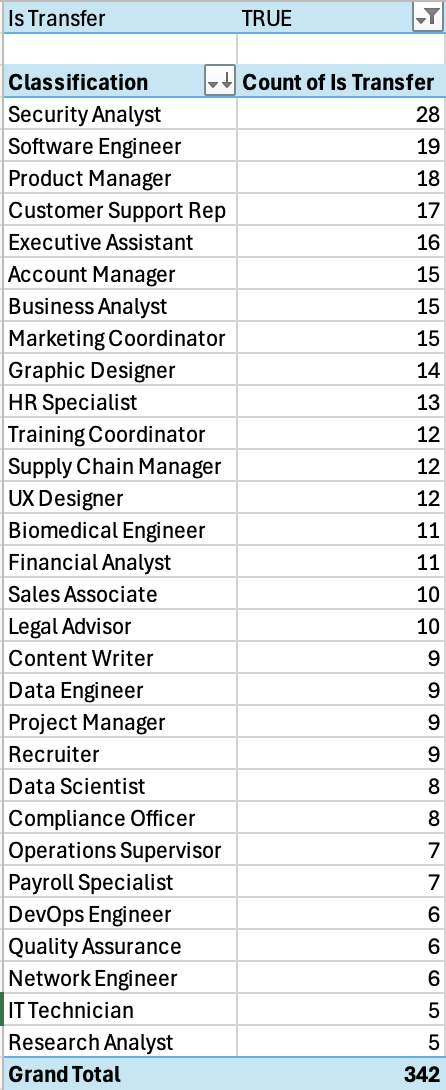 Is Transfer TRUE
Classification Count of Is Transfer
Security Analyst 28
Software Engineer 19
Product Manager 18
Customer Support Rep 17
Executive Assistant 16
Account Manager 15
Business Analyst 15
Marketing Coordinator 15
Graphic Designer 14
HR Specialist 13
Training Coordinator 12
Supply Chain Manager 12
UX Designer 12
Biomedical Engineer 11
Financial Analyst 11
Sales Associate 10
Legal Advisor 10
Content Writer 9
Data Engineer 9
Project Manager 9
Recruiter 9
Data Scientist 8
Compliance Officer 8
Operations Supervisor 7
Payroll Specialist 7
DevOps Engineer 6
Quality Assurance 6
Network Engineer 6
IT Technician 5
Research Analyst 5
Grand Total 342